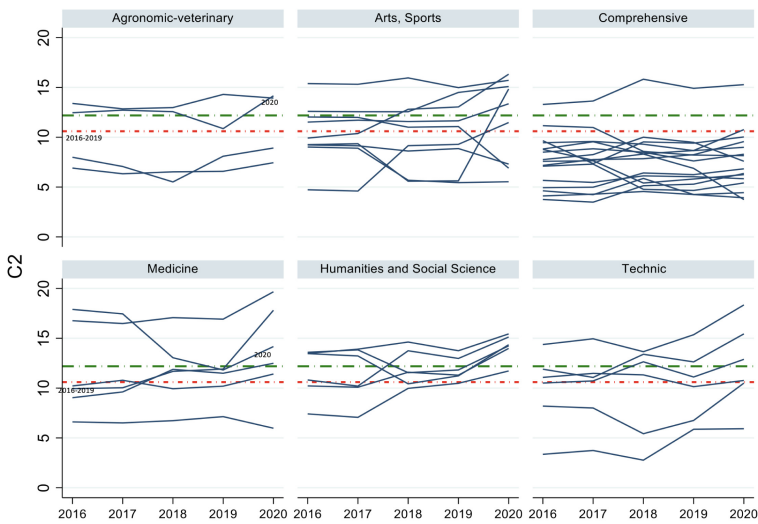 Agronomic-veterinary
Arts, Sports
Comprehensive
20
15
10
5
0
2020
2016-2019
C2
Medicine
Humanities and Social Science
Technic
20
15
10
5
0
2020
2016-2019
2016 2017 2018 2019 2020
2016 2017 2018 2019 2020
2016 2017 2018 2019 2020